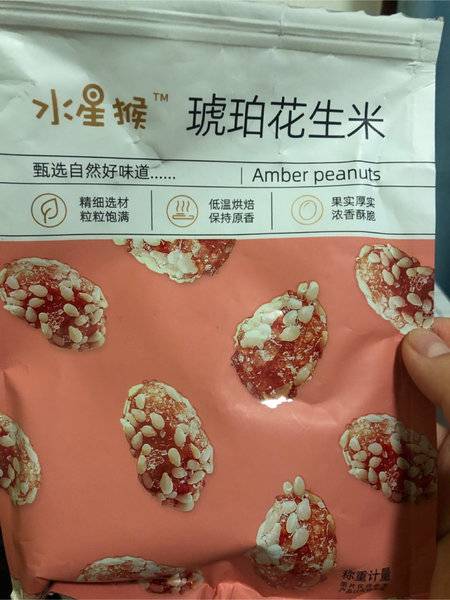 水星猴™
琥珀花生米
甄选自然好味道......
Amber peanuts
精细选材
粒粒饱满
低温烘焙
保持原香
果实厚实
浓香酥脆
称重计量